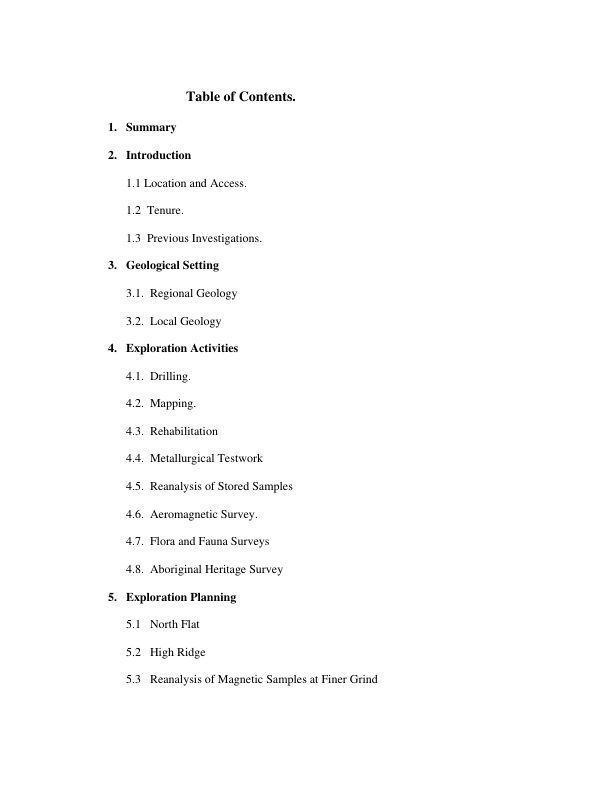 Table of Contents.
1. Summary
2. Introduction
1.1 Location and Access.
1.2 Tenure.
1.3 Previous Investigations.
3. Geological Setting
3.1. Regional Geology
3.2. Local Geology
4. Exploration Activities
4.1. Drilling.
4.2. Mapping.
4.3. Rehabilitation
4.4. Metallurgical Testwork
4.5. Reanalysis of Stored Samples
4.6. Aeromagnetic Survey.
4.7. Flora and Fauna Surveys
4.8. Aboriginal Heritage Survey
5. Exploration Planning
5.1 North Flat
5.2 High Ridge
5.3 Reanalysis of Magnetic Samples at Finer Grind